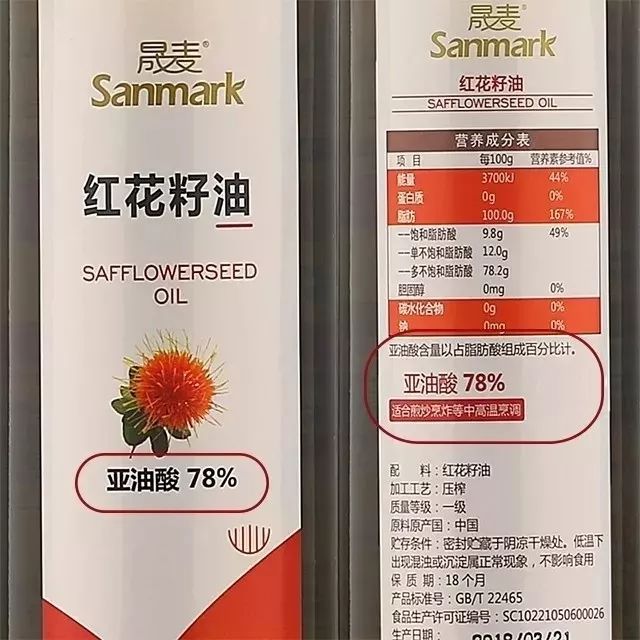 晟麦®
Sanmark
红花籽油
SAFFLOWERSEED
OIL
亚油酸 78%
晟麦®
Sanmark
红花籽油
SAFFLOWERSEED OIL
营养成分表
项 目 每100g 营养素参考值%
能量 3700kJ 44%
蛋白质 0g 0%
脂肪 100.0g 167%
——饱和脂肪酸 9.8g 49%
——单不饱和脂肪酸 12.0g
——多不饱和脂肪酸 78.2g
胆固醇 0mg 0%
碳水化合物 0g 0%
钠 0mg 0%
亚油酸含量以占脂肪酸组成百分比计。
亚油酸 78%
适合煎炒烹炸等中高温烹调
配 料：红花籽油
加工工艺：压榨
质量等级：一级
原料原产国：中国
贮存条件：密封贮藏于阴凉干燥处。低温下
出现混浊或沉淀属正常现象，不影响食用
保 质 期：18个月
产品标准号：GB/T 22465
食品生产许可证编号：SC10221050600026
生产日期 2018/03/21